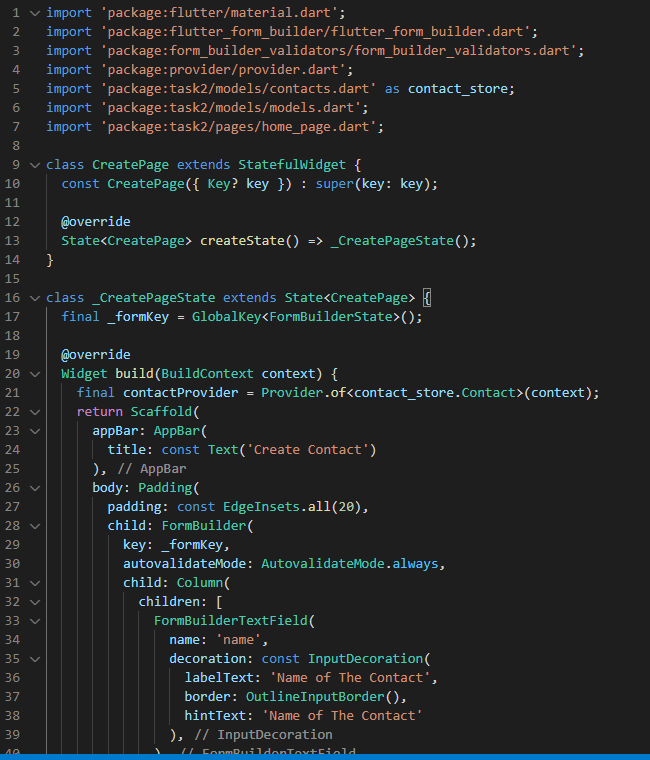 1 import 'package:flutter/material.dart';
2 import 'package:flutter_form_builder/flutter_form_builder.dart';
3 import 'package:form_builder_validators/form_builder_validators.dart';
4 import 'package:provider/provider.dart';
5 import 'package:task2/models/contacts.dart' as contact_store;
6 import 'package:task2/models/models.dart';
7 import 'package:task2/pages/home_page.dart';
8
9 class CreatePage extends StatefulWidget {
10   const CreatePage({ Key? key }) : super(key: key);
11
12   @override
13   State<CreatePage> createState() => _CreatePageState();
14 }
15
16 class _CreatePageState extends State<CreatePage> {
17   final _formKey = GlobalKey<FormBuilderState>();
18
19   @override
20   Widget build(BuildContext context) {
21     final contactProvider = Provider.of<contact_store.Contact>(context);
22     return Scaffold(
23       appBar: AppBar(
24         title: const Text('Create Contact')
25       ), // AppBar
26       body: Padding(
27         padding: const EdgeInsets.all(20),
28         child: FormBuilder(
29           key: _formKey,
30           autovalidateMode: AutovalidateMode.always,
31           child: Column(
32             children: [
33               FormBuilderTextField(
34                 name: 'name',
35                 decoration: const InputDecoration(
36                   labelText: 'Name of The Contact',
37                   border: OutlineInputBorder(),
38                   hintText: 'Name of The Contact'
39                 ), // InputDecoration
40               ), // FormBuilderTextField